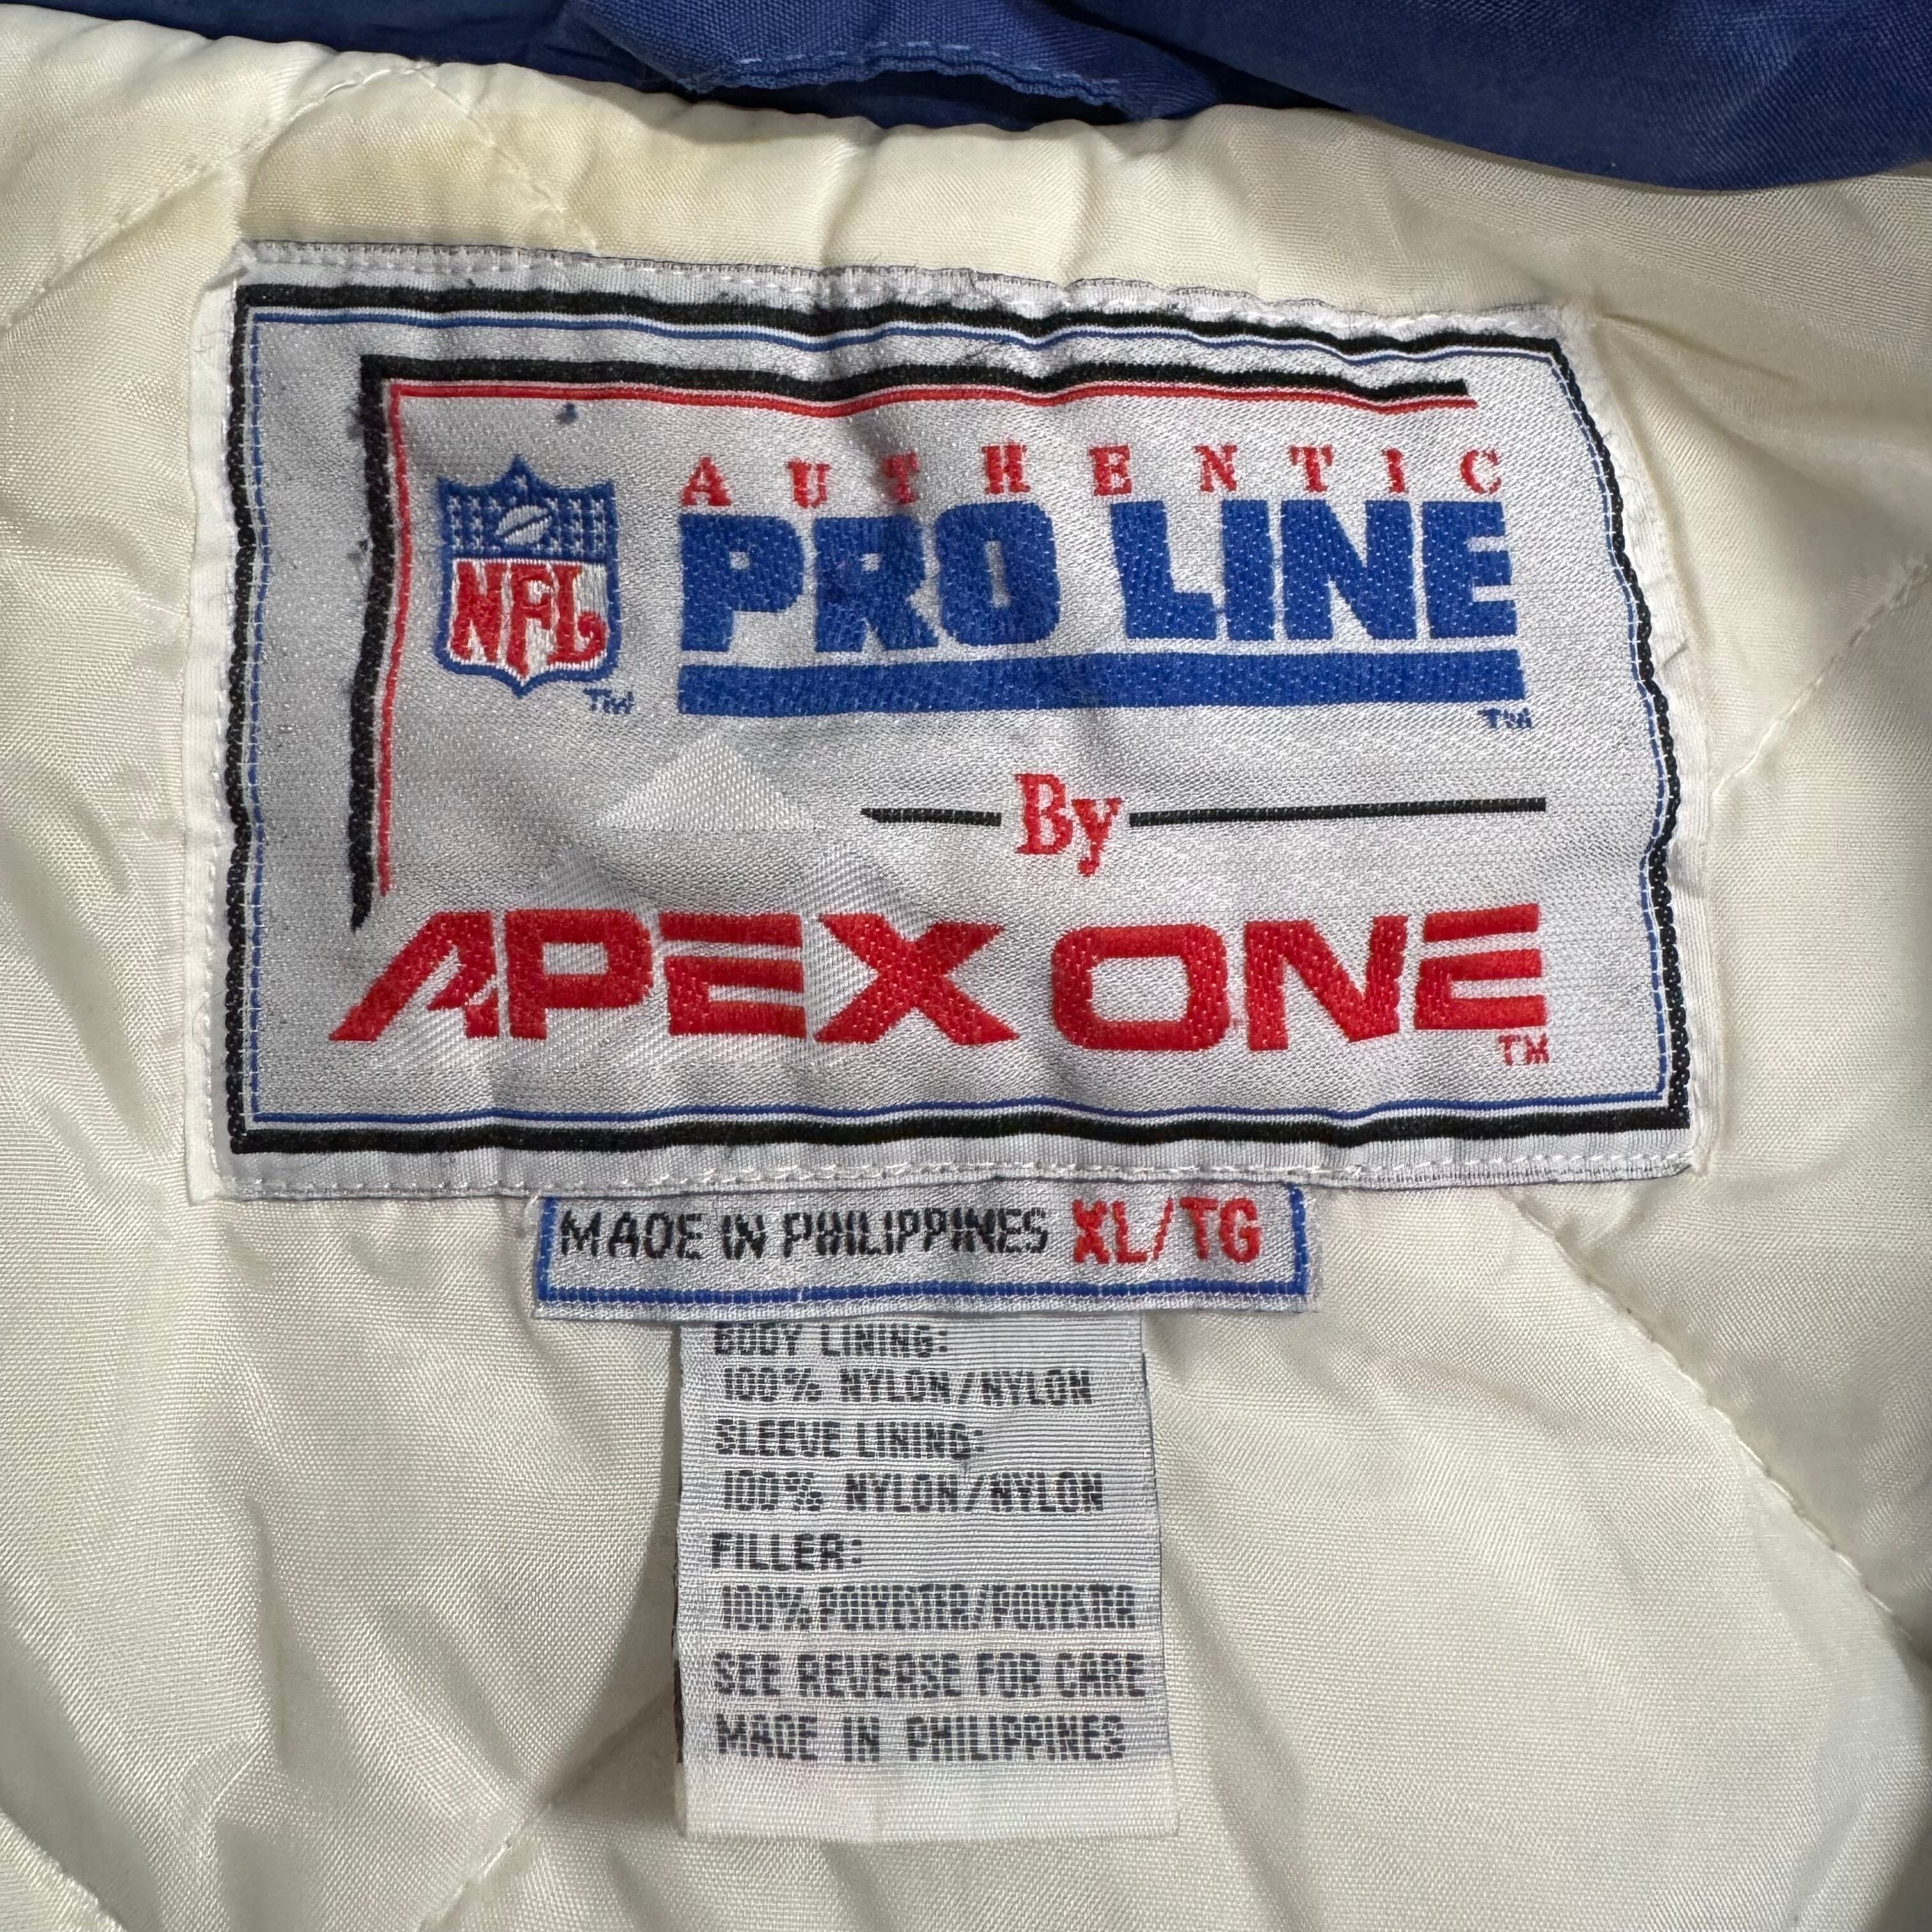 AUTHENTIC
NFL
PRO LINE
TM
TM
By
APEX ONE
TM
MADE IN PHILIPPINES XL/TG
BODY LINING:
100% NYLON/NYLON
SLEEVE LINING:
100% NYLON/NYLON
FILLER:
100% POLYESTER/POLYESTER
SEE REVERSE FOR CARE
MADE IN PHILIPPINES